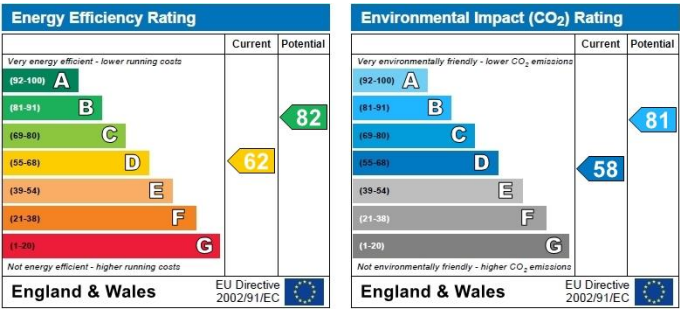 Energy Efficiency Rating
Current Potential
Very energy efficient - lower running costs
(92-100) A
(81-91) B
(69-80) C
(55-68) D
(39-54) E
(21-38) F
(1-20) G
62
82
Not energy efficient - higher running costs
England & Wales
EU Directive
2002/91/EC
Environmental Impact (CO₂) Rating
Current Potential
Very environmentally friendly - lower CO₂ emissions
(92-100) A
(81-91) B
(69-80) C
(55-68) D
(39-54) E
(21-38) F
(1-20) G
58
81
Not environmentally friendly - higher CO₂ emissions
England & Wales
EU Directive
2002/91/EC